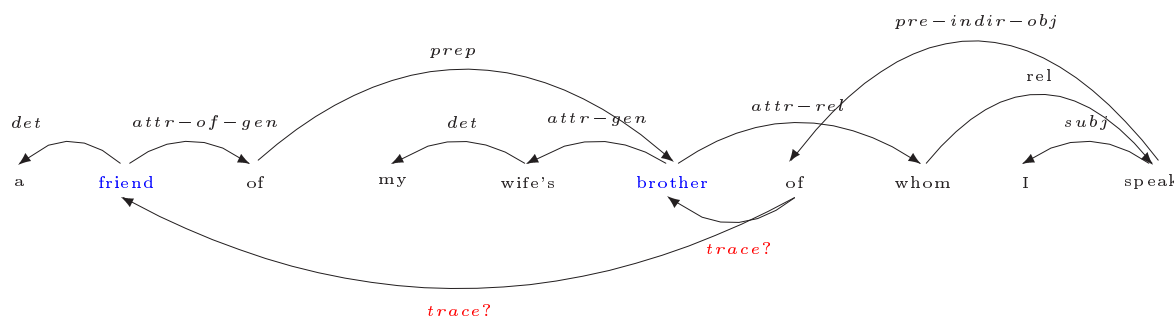 pre-indir-obj
prep
rel
det
attr-of-gen
det
attr-gen
attr-rel
subj
a friend of my wife's brother of whom I speak
trace?
trace?